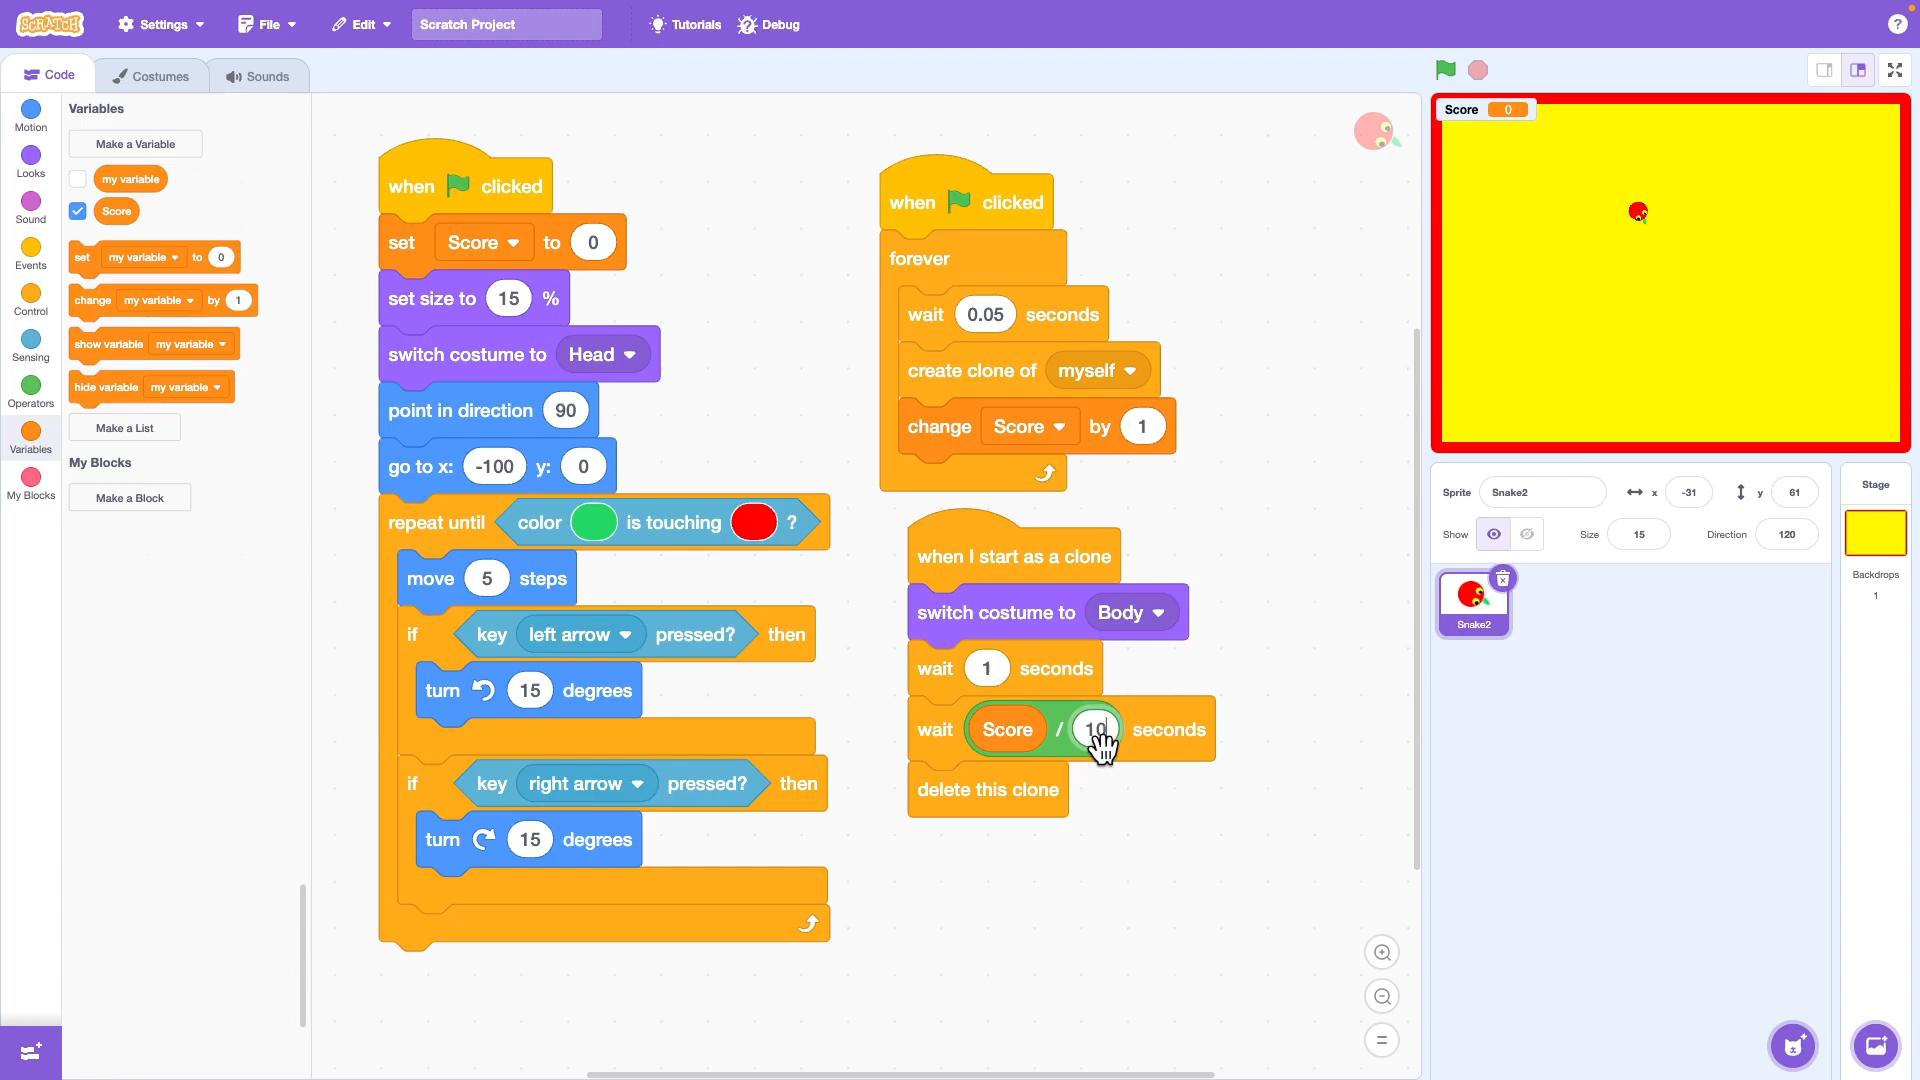 SCRATCH
Settings
File
Edit
Scratch Project
Tutorials
Debug
?
Code
Costumes
Sounds
Motion
Looks
Sound
Events
Control
Sensing
Operators
Variables
My Blocks
Variables
Make a Variable
my variable
Score
set my variable to 0
change my variable by 1
show variable my variable
hide variable my variable
Make a List
My Blocks
Make a Block
when clicked
set Score to 0
set size to 15 %
switch costume to Head
point in direction 90
go to x: -100 y: 0
repeat until color is touching ?
move 5 steps
if key left arrow pressed? then
turn 15 degrees
if key right arrow pressed? then
turn 15 degrees
when clicked
forever
wait 0.05 seconds
create clone of myself
change Score by 1
when I start as a clone
switch costume to Body
wait 1 seconds
wait Score / 10 seconds
delete this clone
Score 0
Sprite Snake2 x -31 y 61
Show Size 15 Direction 120
Snake2
Stage
Backdrops
1